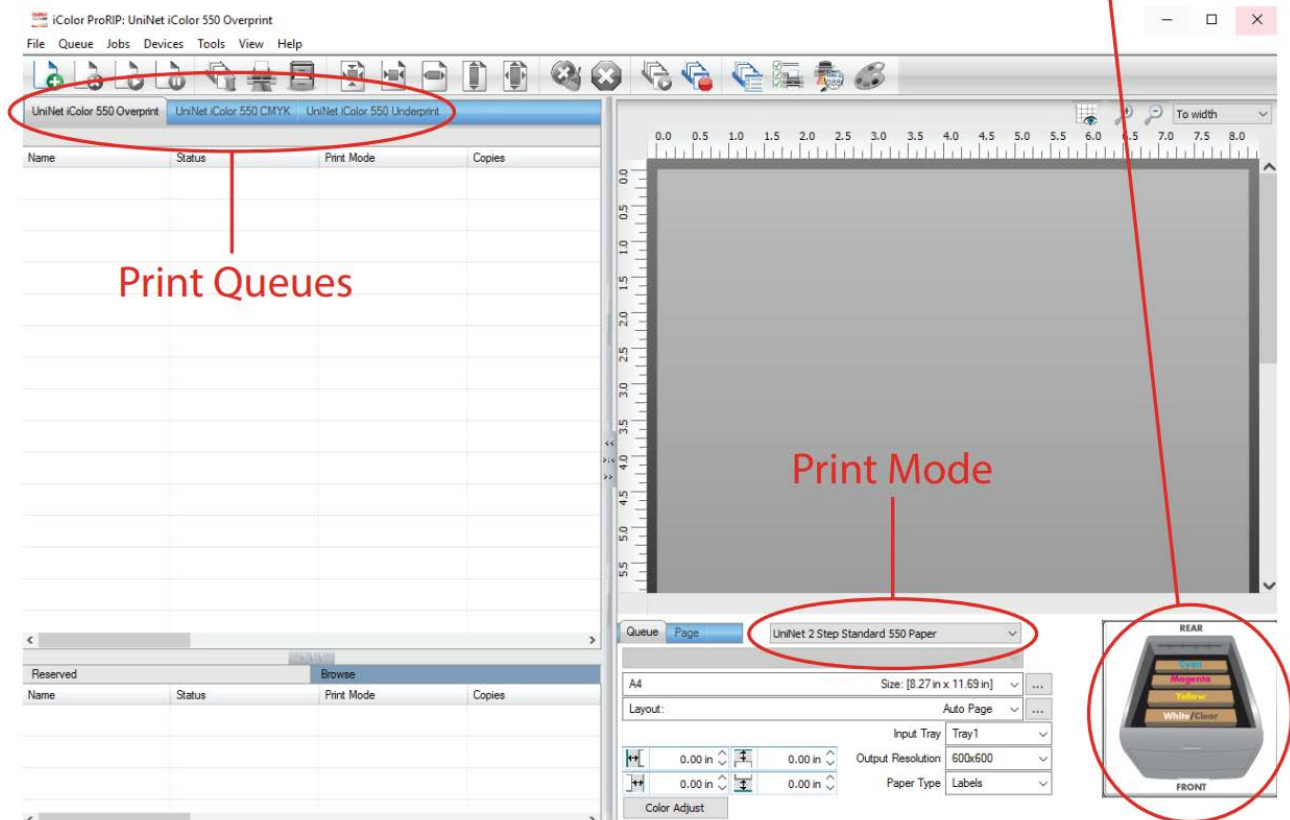 iColor ProRIP: UniNet iColor 550 Overprint
File Queue Jobs Devices Tools View Help
UniNet iColor 550 Overprint UniNet iColor 550 CMYK UniNet iColor 550 Underprint
To width
Name Status Print Mode Copies
0.0 0.5 1.0 1.5 2.0 2.5 3.0 3.5 4.0 4.5 5.0 5.5 6.0 6.5 7.0 7.5 8.0
0.0
0.5
1.0
1.5
2.0
2.5
3.0
3.5
4.0
4.5
5.0
5.5
Print Queues
Print Mode
Queue Page UniNet 2 Step Standard 550 Paper
A4 Size: [8.27 in x 11.69 in] ...
Layout: Auto Page ...
Input Tray Tray1
0.00 in 0.00 in Output Resolution 600x600
0.00 in 0.00 in Paper Type Labels
Color Adjust
REAR
Cyan
Magenta
Yellow
White/Clear
FRONT
Reserved Browse
Name Status Print Mode Copies